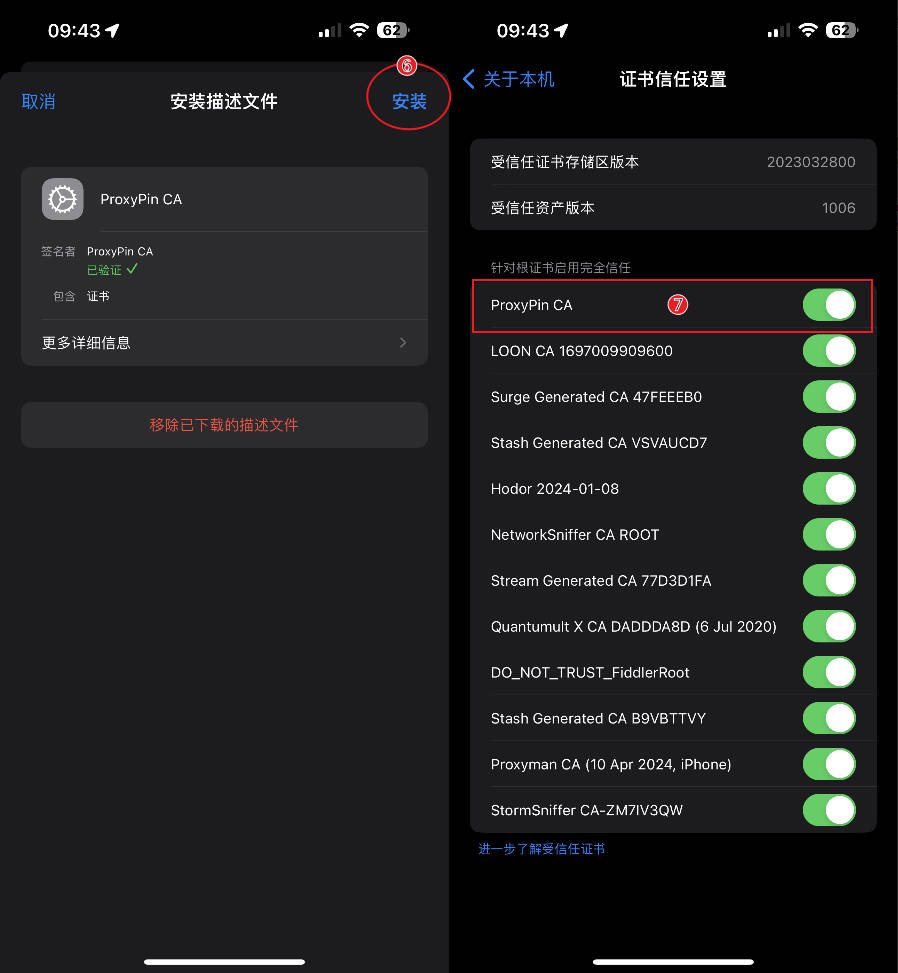 09:43
62
⑥
取消
安装描述文件
安装
ProxyPin CA
签名者 ProxyPin CA
已验证
包含 证书
更多详细信息
移除已下载的描述文件
09:43
62
关于本机
证书信任设置
受信任证书存储区版本 2023032800
受信任资产版本 1006
针对根证书启用完全信任
ProxyPin CA ⑦
LOON CA 1697009909600
Surge Generated CA 47FEEEB0
Stash Generated CA VSVAUCD7
Hodor 2024-01-08
NetworkSniffer CA ROOT
Stream Generated CA 77D3D1FA
Quantumult X CA DADDDA8D (6 Jul 2020)
DO_NOT_TRUST_FiddlerRoot
Stash Generated CA B9VBTTVY
Proxyman CA (10 Apr 2024, iPhone)
StormSniffer CA-ZM7IV3QW
进一步了解受信任证书